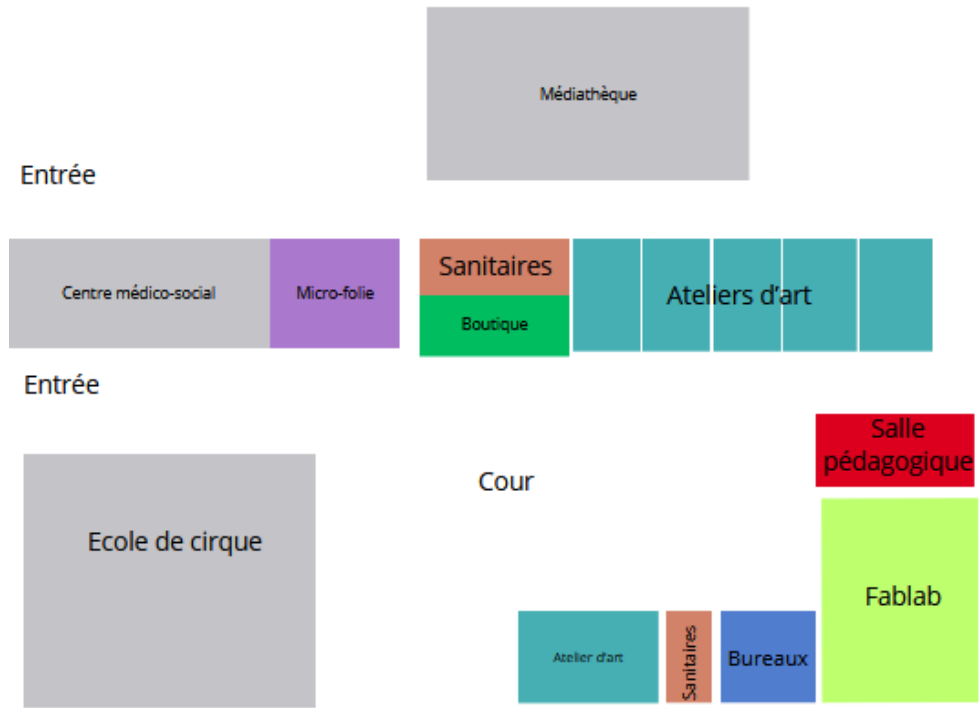 Médiathèque
Entrée
Centre médico-social
Micro-folie
Sanitaires
Boutique
Ateliers d'art
Entrée
Salle
pédagogique
Cour
Ecole de cirque
Fablab
Atelier d'art
Sanitaires
Bureaux